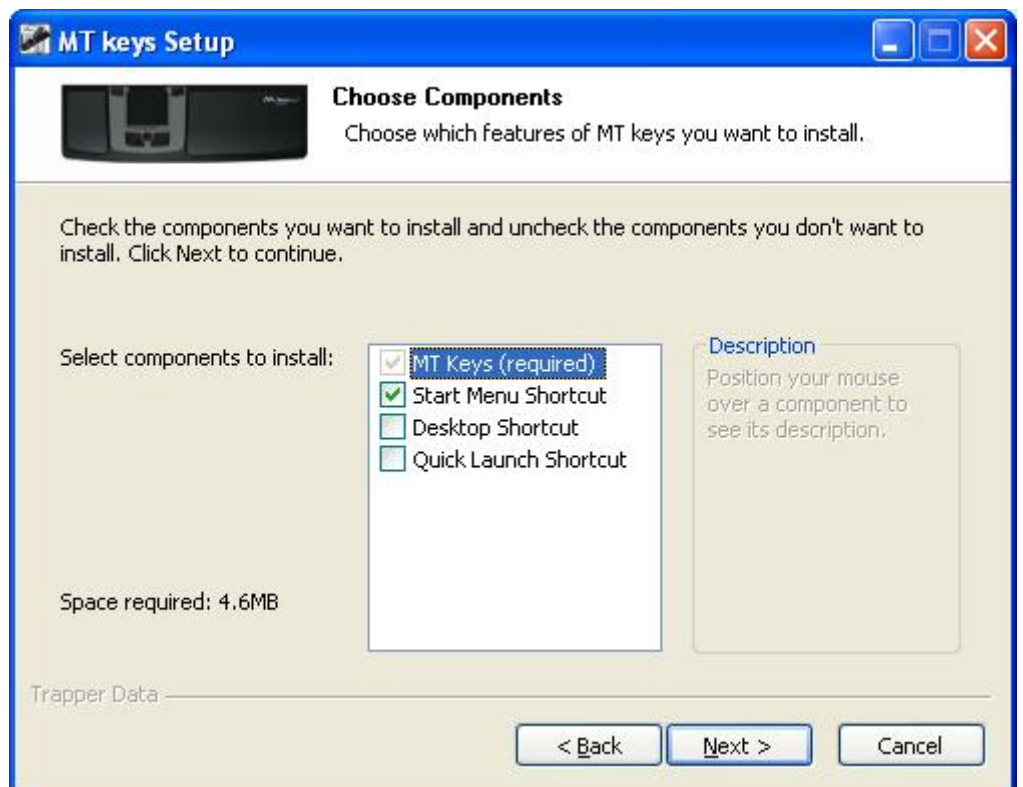 MT keys Setup
Choose Components
Choose which features of MT keys you want to install.
Check the components you want to install and uncheck the components you don't want to
install. Click Next to continue.
Select components to install:
MT Keys (required)
Start Menu Shortcut
Desktop Shortcut
Quick Launch Shortcut
Description
Position your mouse
over a component to
see its description.
Space required: 4.6MB
Trapper Data
< Back
Next >
Cancel